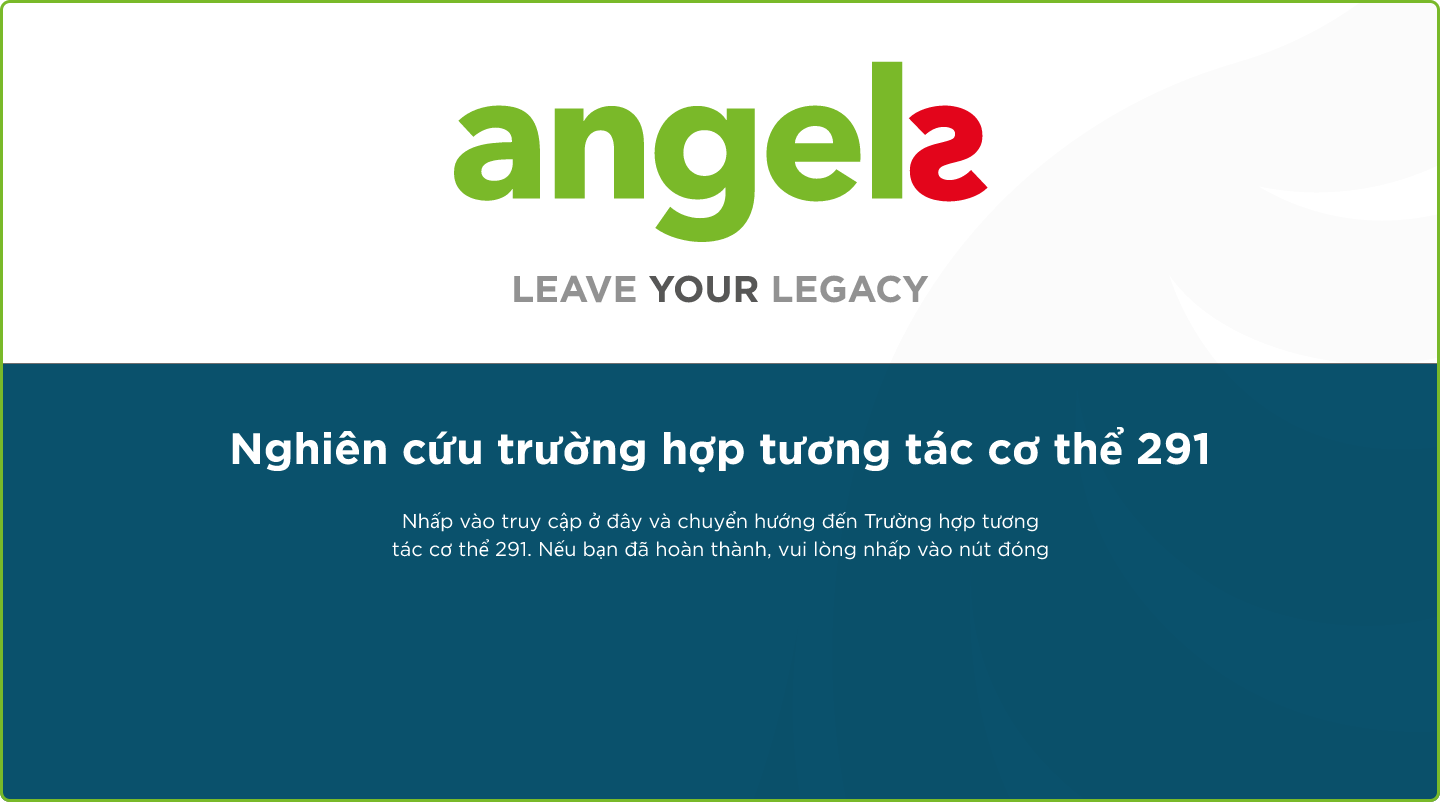 angels
LEAVE YOUR LEGACY
Nghiên cứu trường hợp tương tác cơ thể 291
Nhấp vào truy cập ở đây và chuyển hướng đến Trường hợp tương
tác cơ thể 291. Nếu bạn đã hoàn thành, vui lòng nhấp vào nút đóng